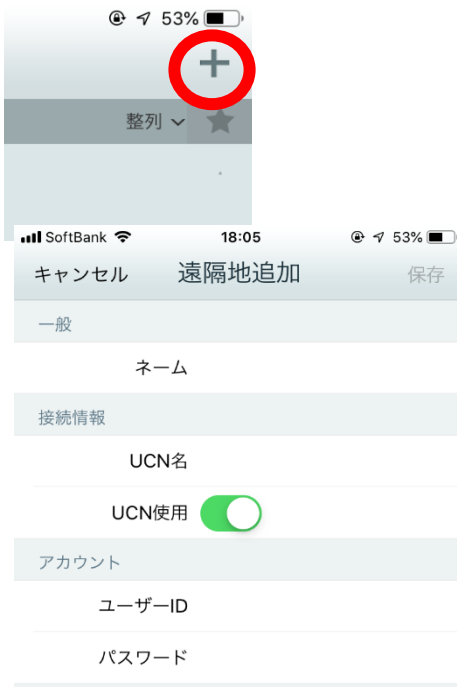 53%
+
整列
SoftBank 18:05 53%
キャンセル 遠隔地追加 保存
一般
ネーム
接続情報
UCN名
UCN使用
アカウント
ユーザーID
パスワード